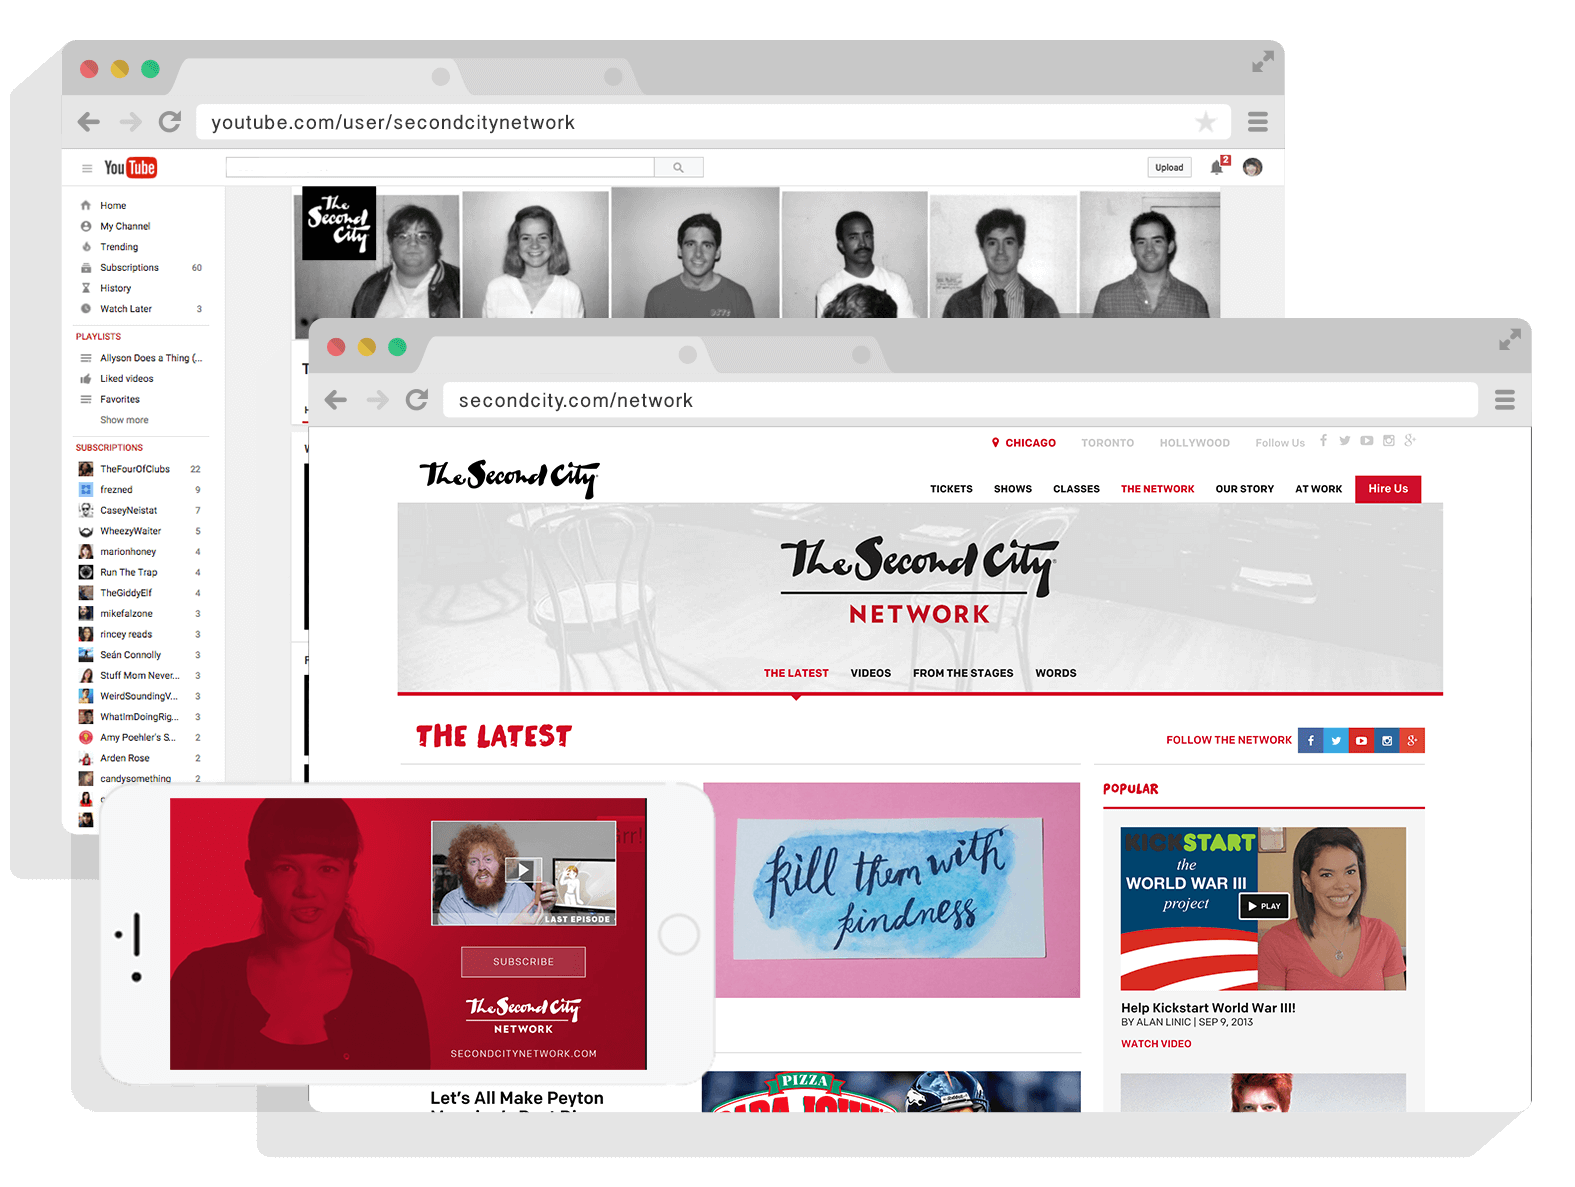 youtube.com/user/secondcitynetwork
YouTube
Upload
2
Home
My Channel
Trending
Subscriptions 60
History
Watch Later 3
PLAYLISTS
Allyson Does a Thing (...
Liked videos
Favorites
Show more
SUBSCRIPTIONS
TheFourOfClubs 22
frezned 9
CaseyNeistat 7
WheezyWaiter 5
marionhoney 4
Run The Trap 4
TheGiddyElf 4
mikefalzone 3
rincey reads 3
Seán Connolly 3
Stuff Mom Never... 3
WeirdSoundingV... 3
WhatImDoingRig... 3
Amy Poehler's S... 2
Arden Rose 2
candysomething 2
The
Second
City
secondcity.com/network
CHICAGO TORONTO HOLLYWOOD Follow Us
The Second City
TICKETS SHOWS CLASSES THE NETWORK OUR STORY AT WORK Hire Us
The Second City
NETWORK
THE LATEST VIDEOS FROM THE STAGES WORDS
THE LATEST
FOLLOW THE NETWORK
POPULAR
kill them with
kindness
KICKSTART
the
WORLD WAR III
project
PLAY
Help Kickstart World War III!
BY ALAN LINIC | SEP 9, 2013
WATCH VIDEO
Grr!
LAST EPISODE
SUBSCRIBE
The Second City
NETWORK
SECONDCITYNETWORK.COM
Let's All Make Peyton
PIZZA
PAPA JOHN'S